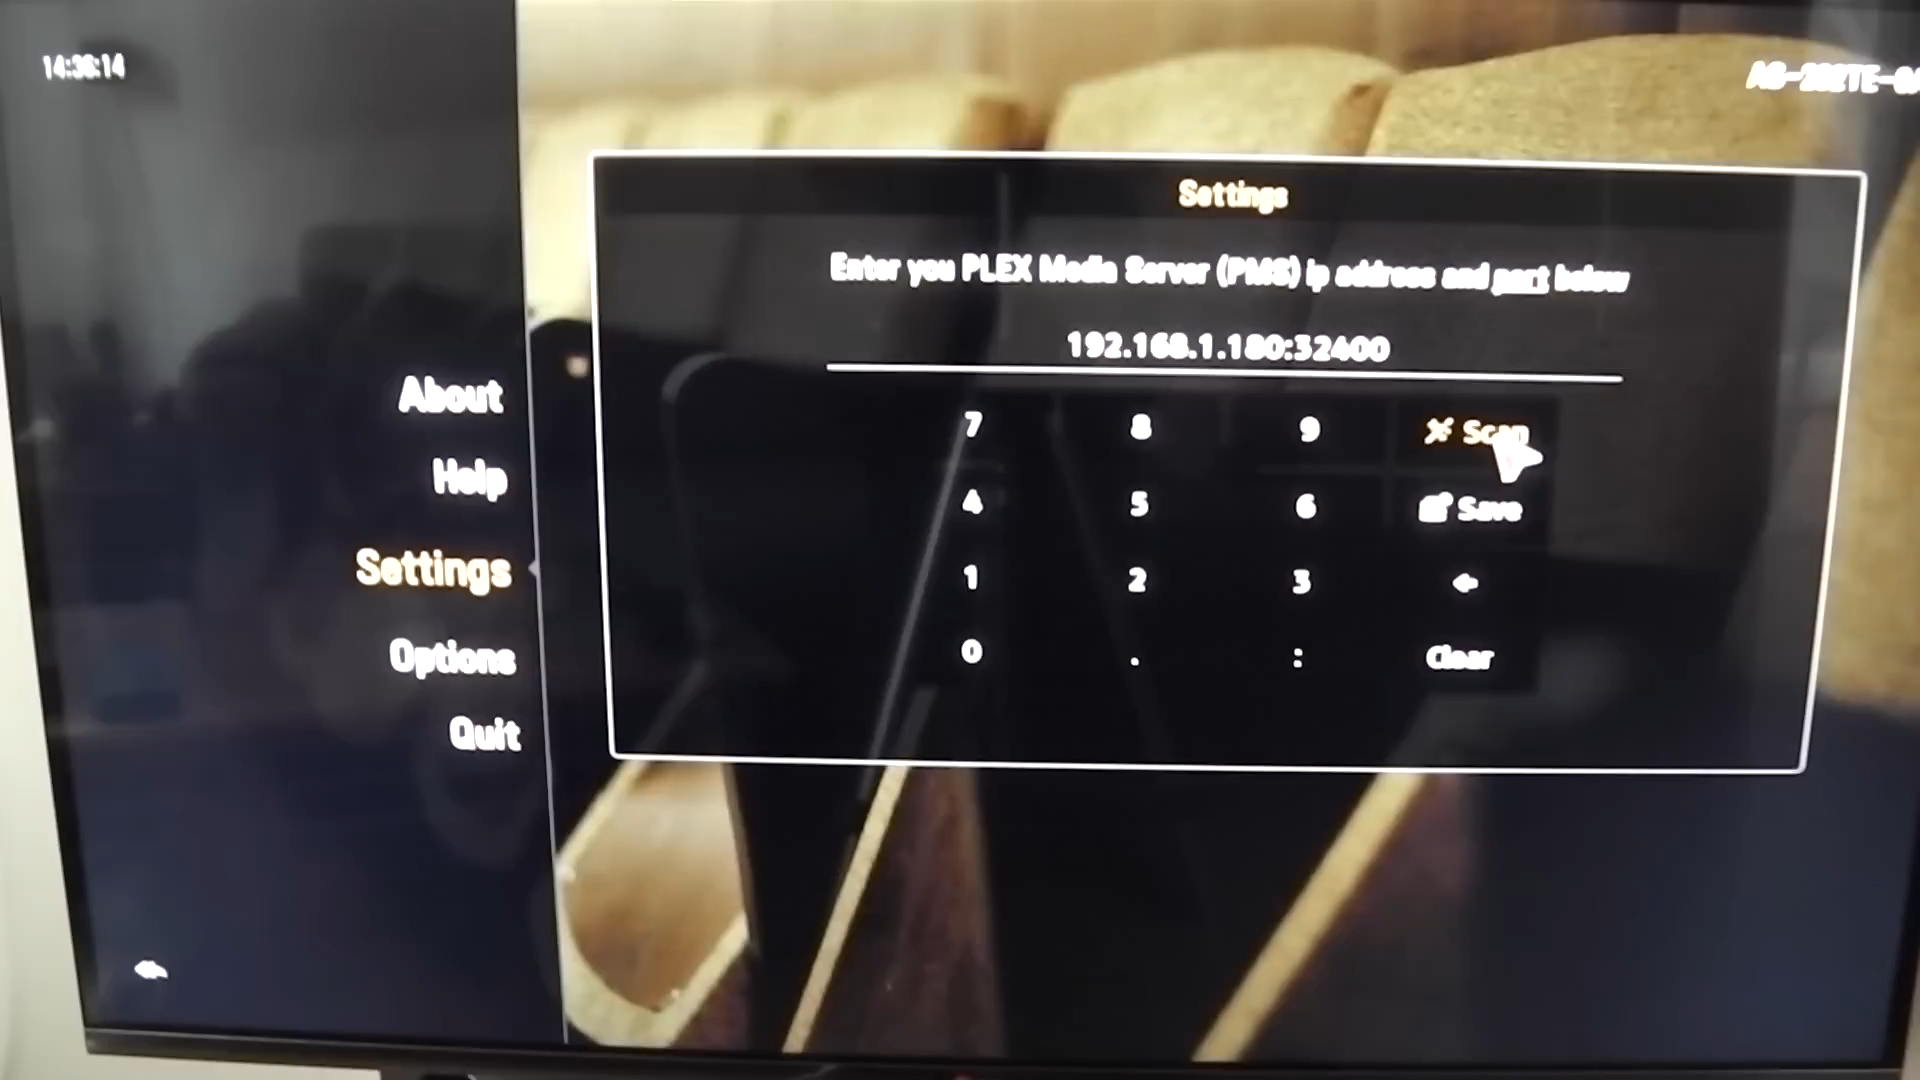 14:36:14
Settings
Enter you PLEX Media Server (PMS) ip address and port below
192.168.1.180:32400
7 8 9 Scan
4 5 6 Save
1 2 3
0 . : Clear
About
Help
Settings
Options
Quit